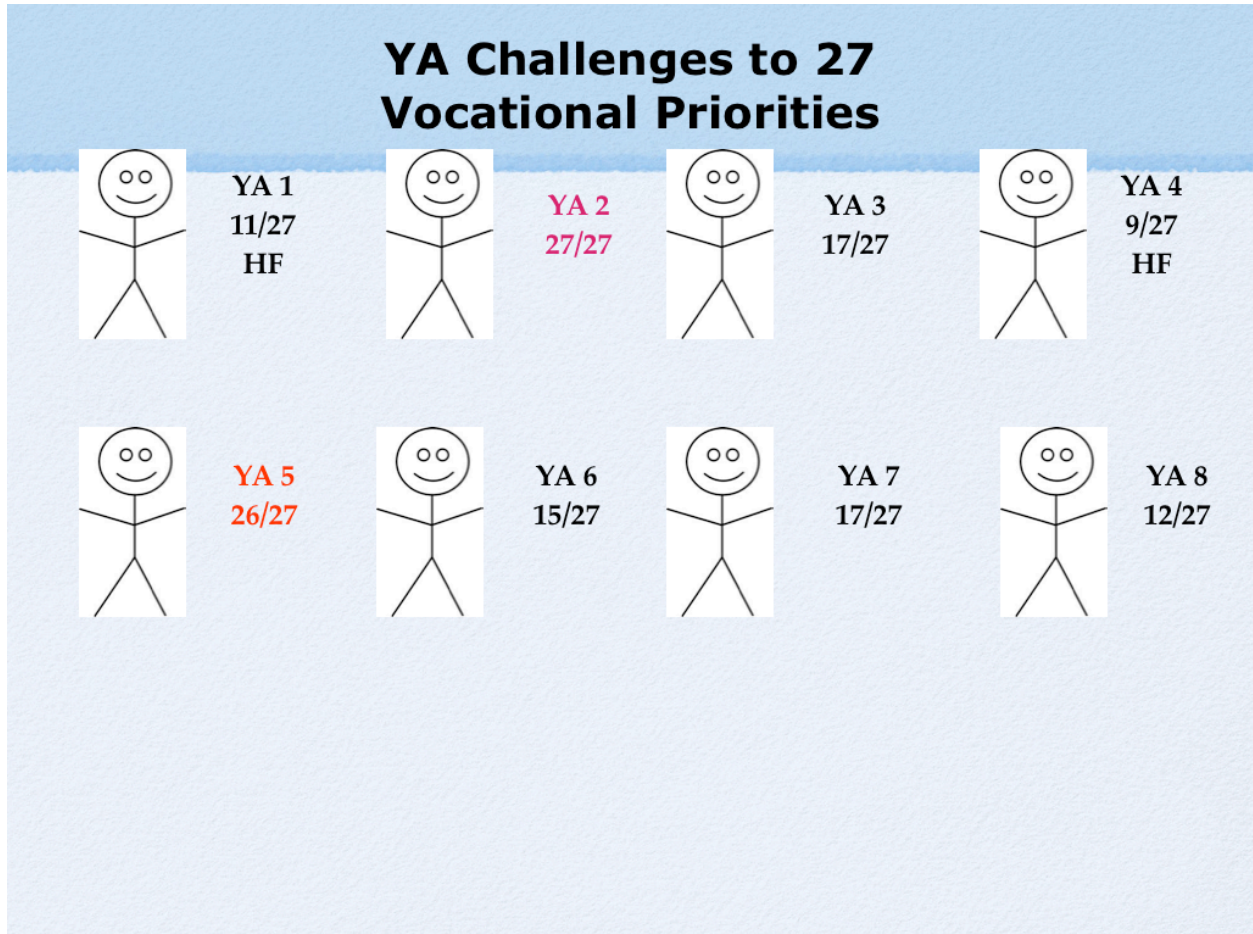 YA Challenges to 27
Vocational Priorities
YA 1
11/27
HF
YA 2
27/27
YA 3
17/27
YA 4
9/27
HF
YA 5
26/27
YA 6
15/27
YA 7
17/27
YA 8
12/27